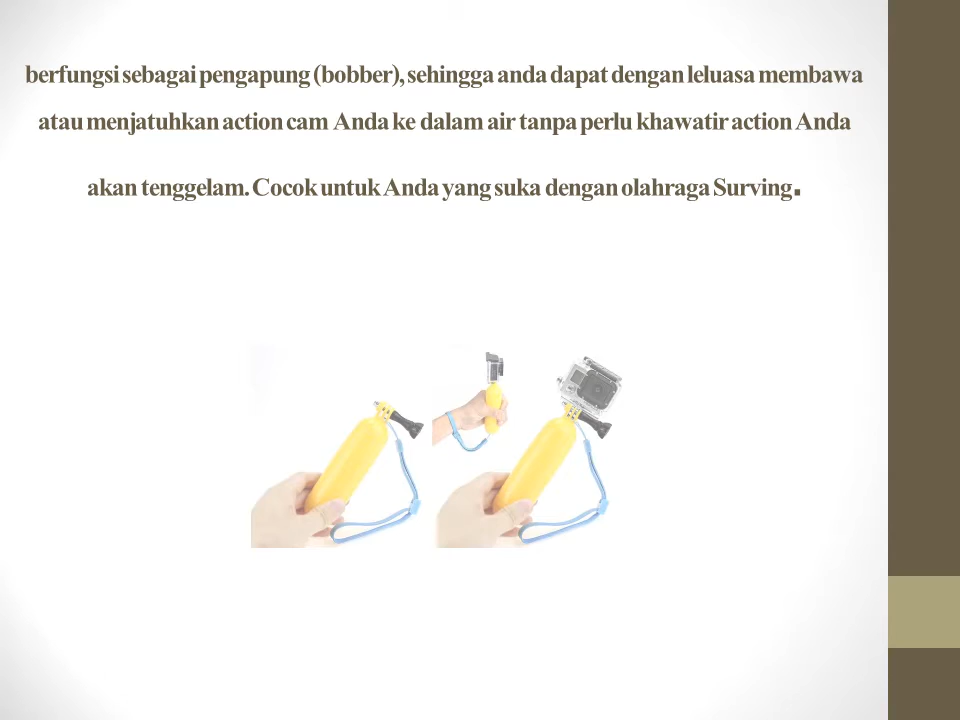 berfungsi sebagai pengapung (bobber), sehingga anda dapat dengan leluasa membawa
atau menjatuhkan action cam Anda ke dalam air tanpa perlu khawatir action Anda
akan tenggelam. Cocok untuk Anda yang suka dengan olahraga Surving.